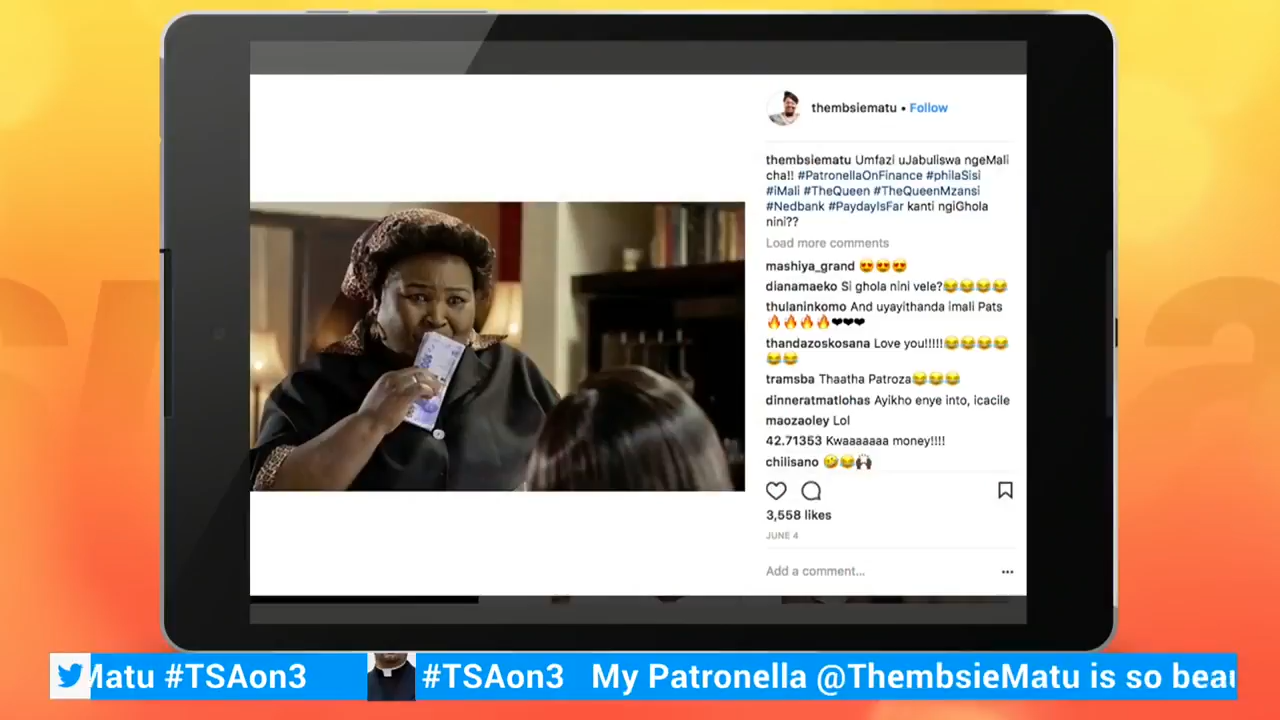 thembsiematu • Follow
thembsiematu Umfazi uJabuliswa ngeMali
cha!! #PatronellaOnFinance #philaSisi
#iMali #TheQueen #TheQueenMzansi
#Nedbank #PaydayIsFar kanti ngiGhola
nini??
Load more comments
mashiya_grand 😍😍😍
dianamaeko Si ghola nini vele?😂😂😂😂
thulaninkomo And uyayithanda imali Pats
🔥🔥🔥🔥❤❤❤
thandazoskosana Love you!!!!!😂😂😂😂
😂😂
tramsba Thaatha Patroza😂😂😂
dinneratmatlohas Ayikho enye into, icacile
maozaoley Lol
42.71353 Kwaaaaaaa money!!!!
chilisano 🤣😂🙌
3,558 likes
JUNE 4
Add a comment...
Matu #TSAon3 #TSAon3 My Patronella @ThembsieMatu is so beau